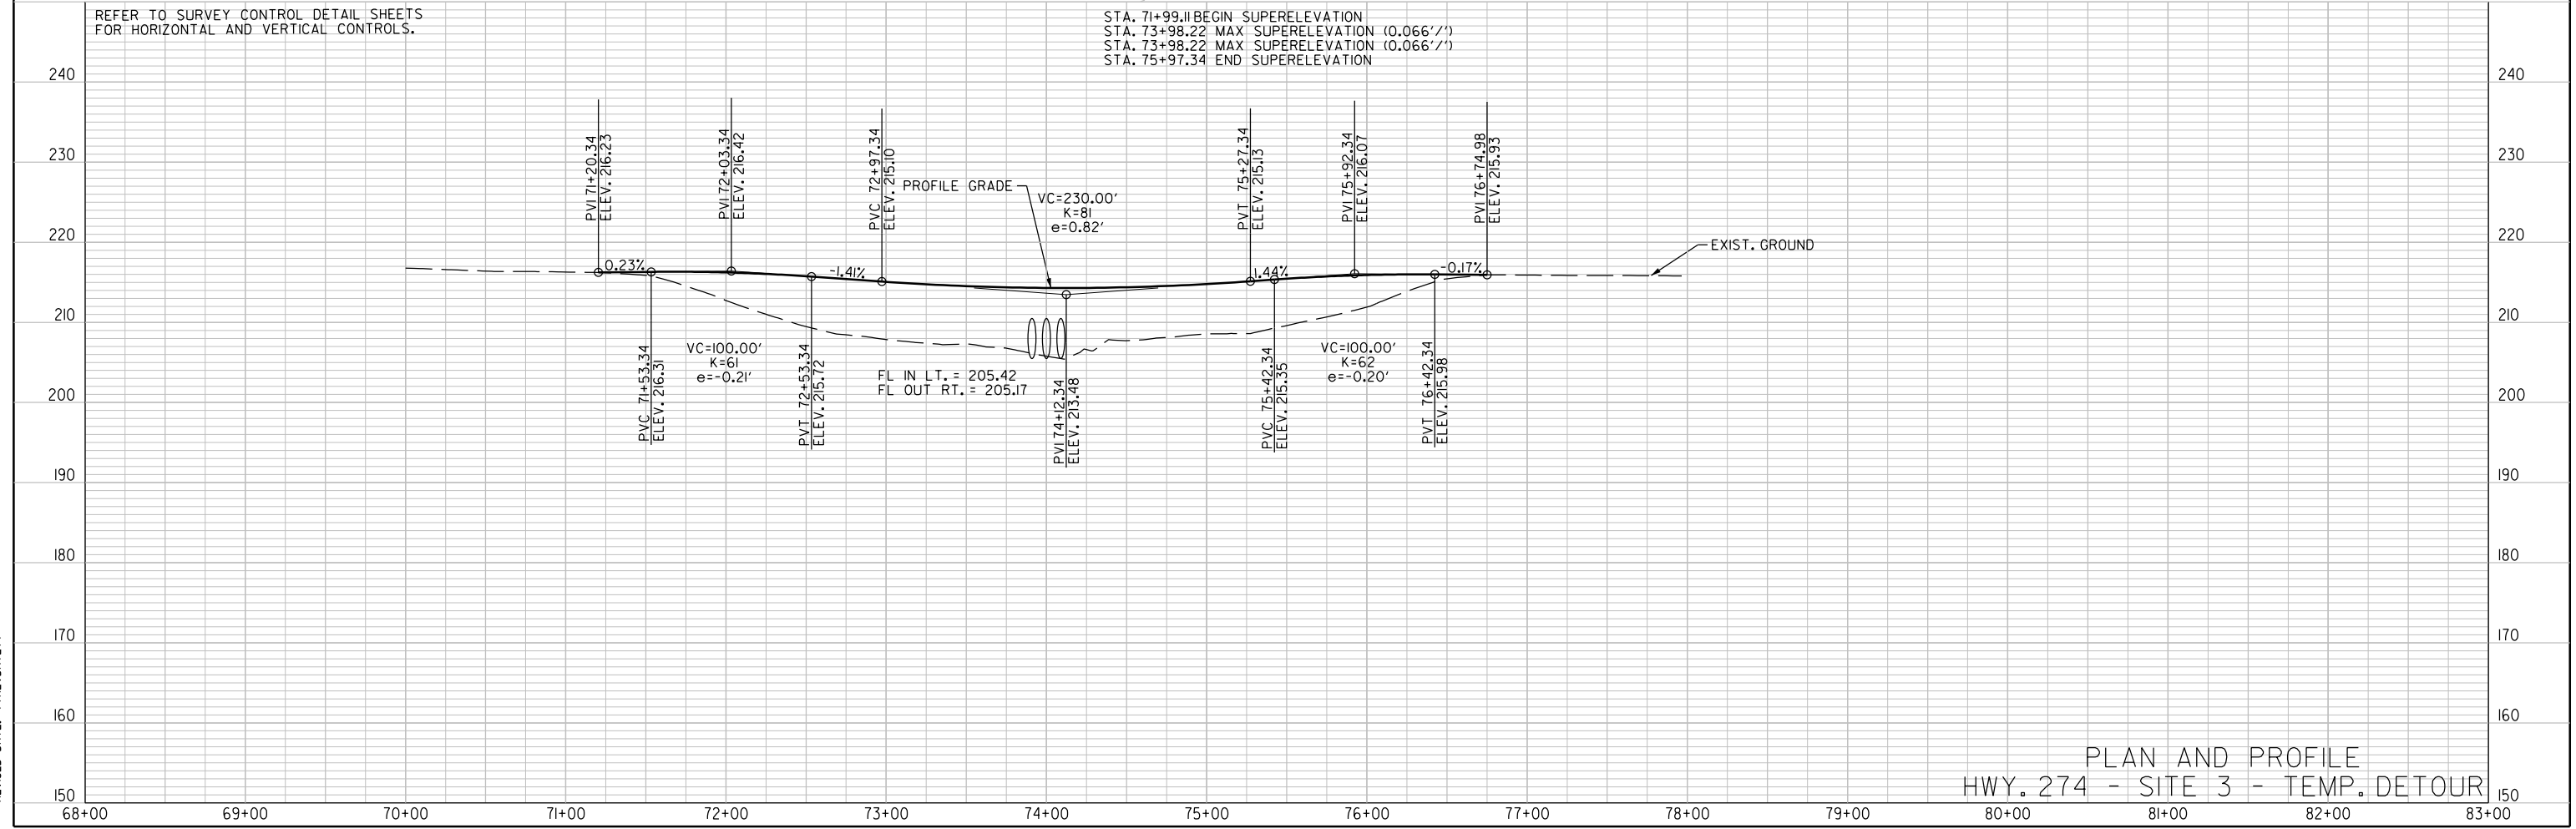 REFER TO SURVEY CONTROL DETAIL SHEETS
FOR HORIZONTAL AND VERTICAL CONTROLS.
STA. 71+99.11 BEGIN SUPERELEVATION
STA. 73+98.22 MAX SUPERELEVATION (0.066'/')
STA. 73+98.22 MAX SUPERELEVATION (0.066'/')
STA. 75+97.34 END SUPERELEVATION
240
240
230
230
220
220
210
210
200
200
190
190
180
180
170
170
160
160
150
150
PVI 71+20.34
ELEV. 216.23
PVI 72+03.34
ELEV. 216.42
PVC 72+97.34
ELEV. 215.10
PVT 75+27.34
ELEV. 215.13
PVI 75+92.34
ELEV. 216.07
PVI 76+74.98
ELEV. 215.93
PROFILE GRADE
VC=230.00'
K=81
e=0.82'
EXIST. GROUND
0.23%
-1.41%
1.44%
-0.17%
PVC 71+53.34
ELEV. 216.31
VC=100.00'
K=61
e=-0.21'
PVT 72+53.34
ELEV. 215.72
FL IN LT. = 205.42
FL OUT RT. = 205.17
PVI 74+12.34
ELEV. 213.48
PVC 75+42.34
ELEV. 215.35
VC=100.00'
K=62
e=-0.20'
PVT 76+42.34
ELEV. 215.98
PLAN AND PROFILE
HWY. 274 - SITE 3 - TEMP. DETOUR
68+00
69+00
70+00
71+00
72+00
73+00
74+00
75+00
76+00
77+00
78+00
79+00
80+00
81+00
82+00
83+00